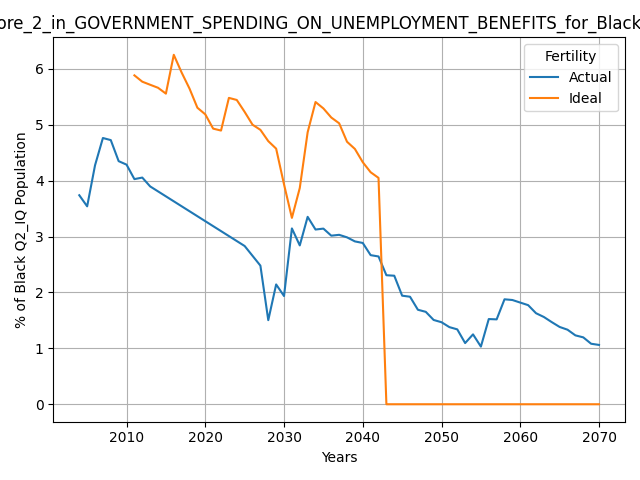 ore_2_in_GOVERNMENT_SPENDING_ON_UNEMPLOYMENT_BENEFITS_for_Black
Fertility
Actual
Ideal
% of Black Q2_IQ Population
6
5
4
3
2
1
0
2010 2020 2030 2040 2050 2060 2070
Years